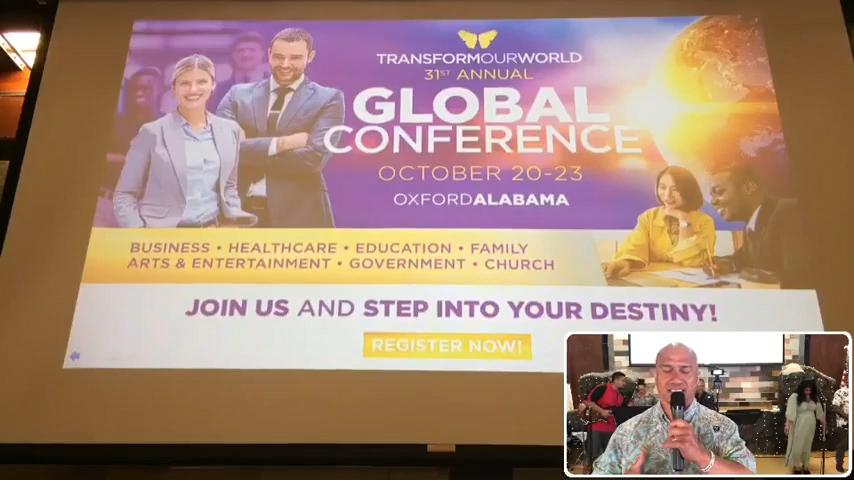 TRANSFORMOURWORLD
31ST ANNUAL
GLOBAL
CONFERENCE
OCTOBER 20-23
OXFORDALABAMA
BUSINESS • HEALTHCARE • EDUCATION • FAMILY
ARTS & ENTERTAINMENT • GOVERNMENT • CHURCH
JOIN US AND STEP INTO YOUR DESTINY!
REGISTER NOW!